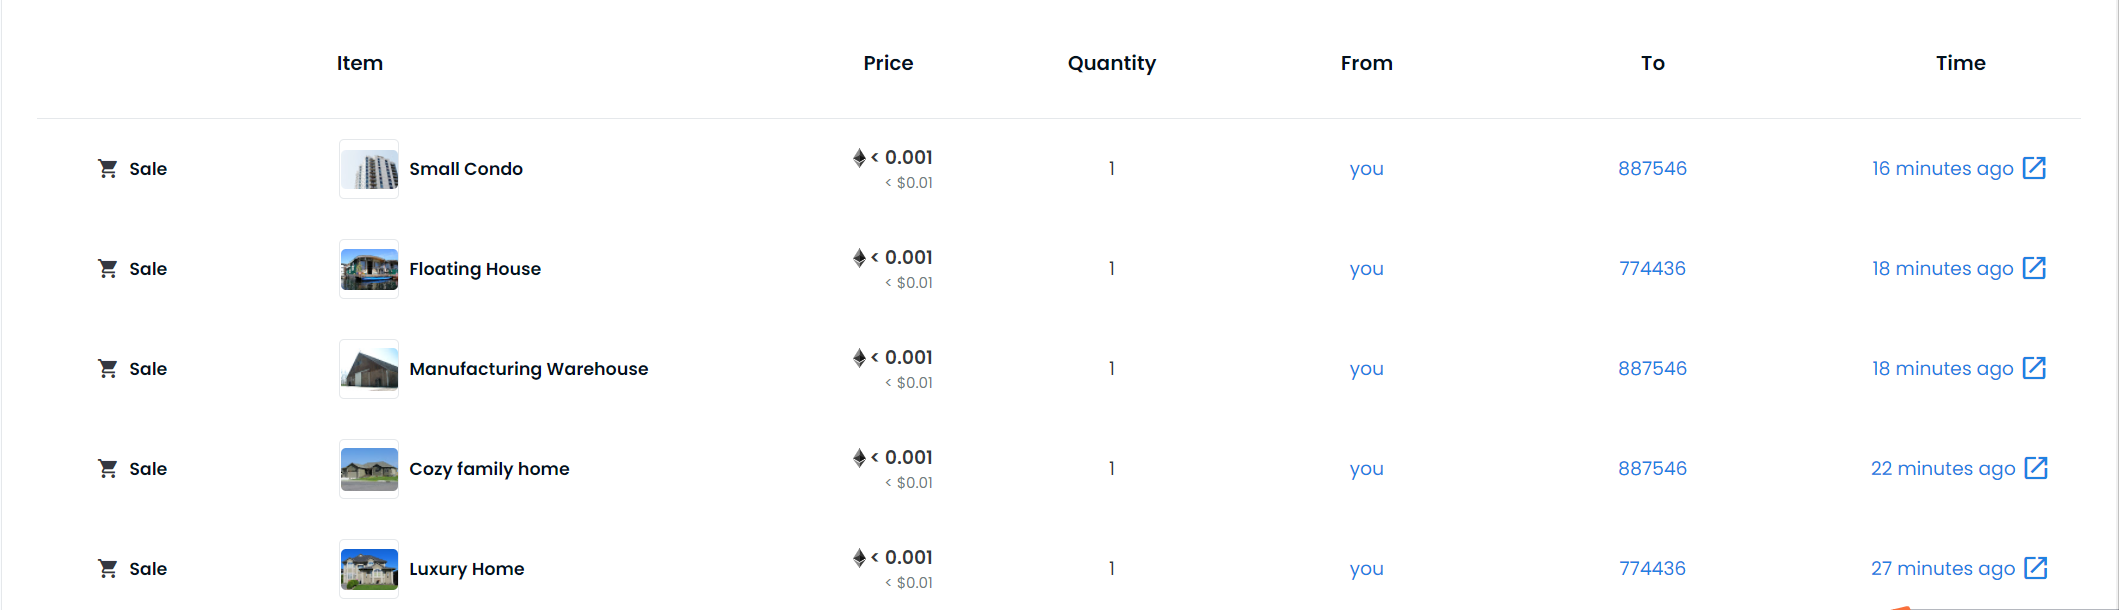 Item Price Quantity From To Time
Sale Small Condo < 0.001 1 you 887546 16 minutes ago
< $0.01
Sale Floating House < 0.001 1 you 774436 18 minutes ago
< $0.01
Sale Manufacturing Warehouse < 0.001 1 you 887546 18 minutes ago
< $0.01
Sale Cozy family home < 0.001 1 you 887546 22 minutes ago
< $0.01
Sale Luxury Home < 0.001 1 you 774436 27 minutes ago
< $0.01